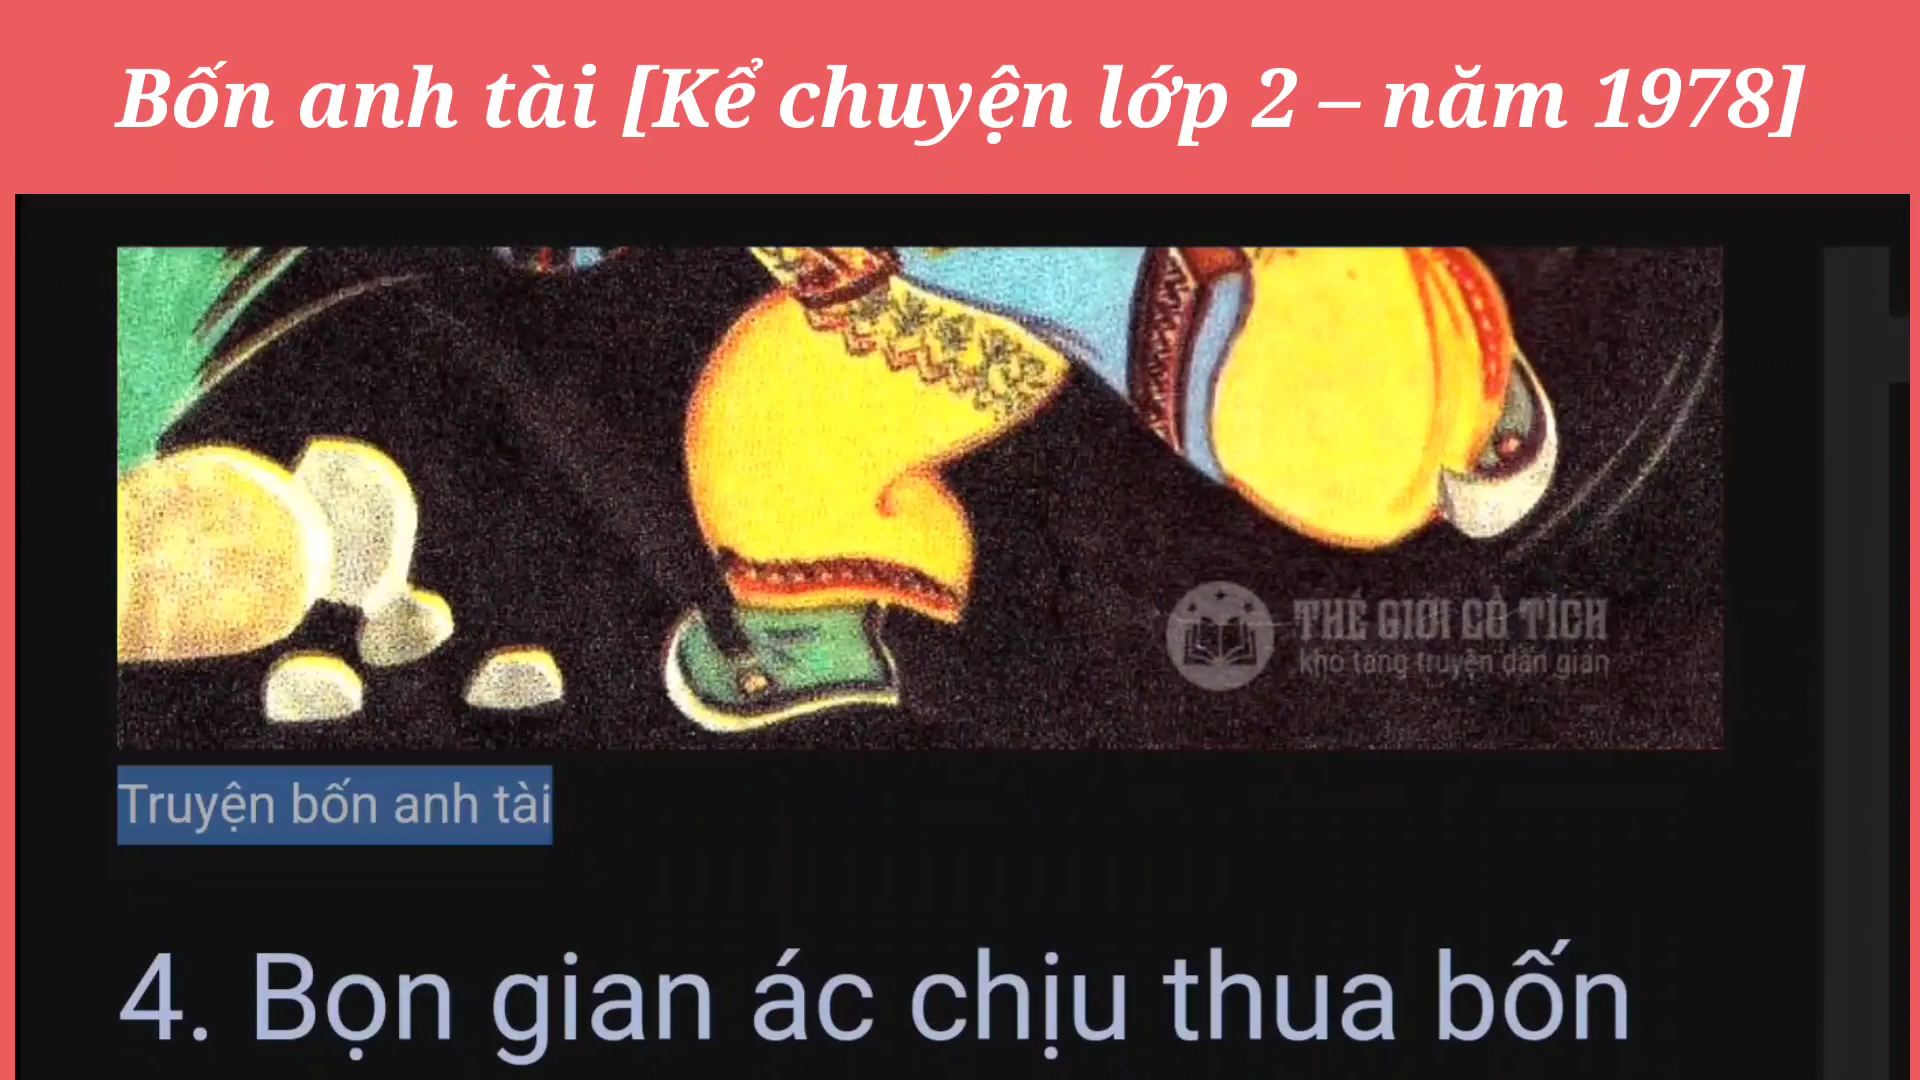 Bốn anh tài [Kể chuyện lớp 2 – năm 1978]
THẾ GIỚI CỔ TÍCH
kho tàng truyện dân gian
Truyện bốn anh tài
4. Bọn gian ác chịu thua bốn